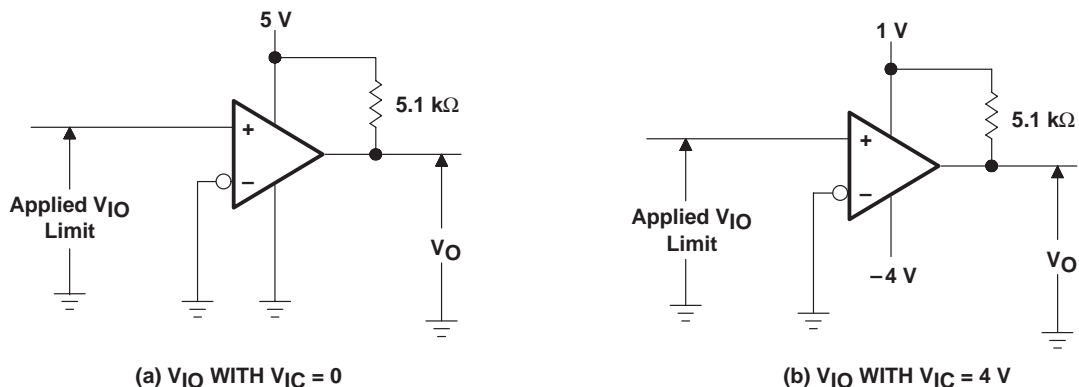 5 V
5.1 kΩ
+
−
Applied VIO
Limit
VO
(a) VIO WITH VIC = 0
1 V
5.1 kΩ
+
−
Applied VIO
Limit
−4 V
VO
(b) VIO WITH VIC = 4 V